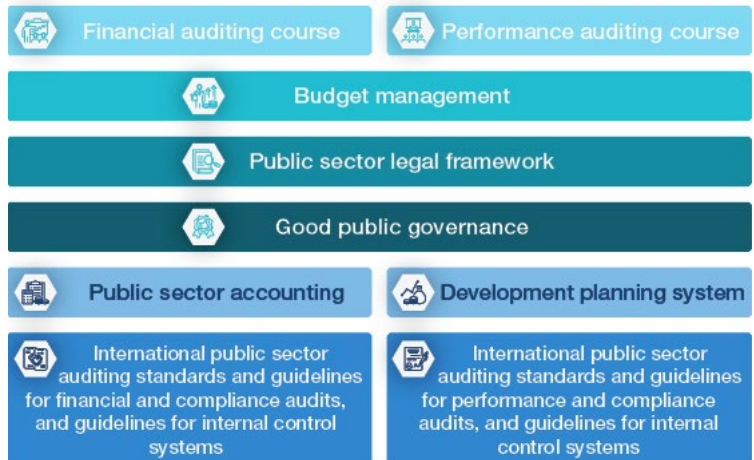 Financial auditing course
Performance auditing course
Budget management
Public sector legal framework
Good public governance
Public sector accounting
Development planning system
International public sector
auditing standards and guidelines
for financial and compliance audits,
and guidelines for internal control
systems
International public sector
auditing standards and guidelines
for performance and compliance
audits, and guidelines for internal
control systems